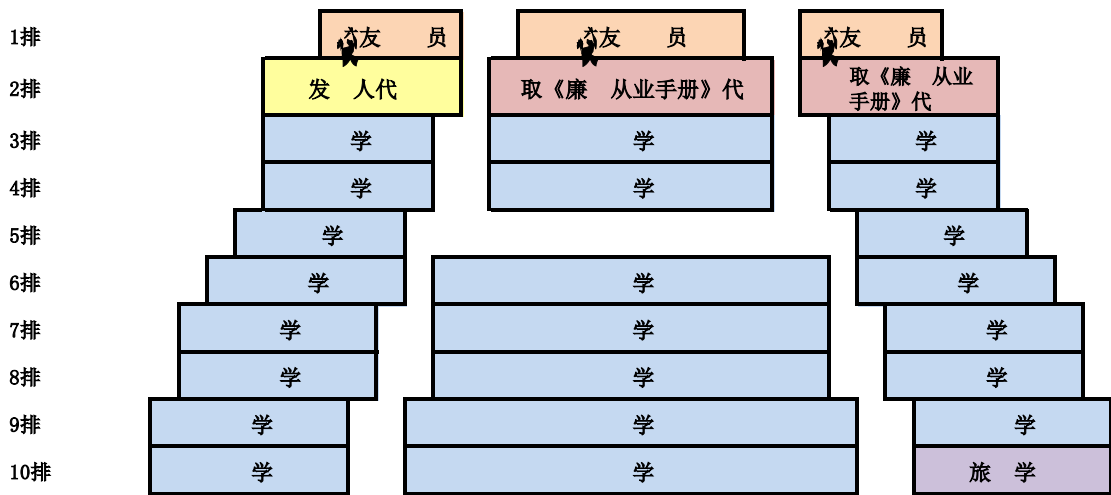 1排 友 员 友 员 友 员
2排 发 人代 取《廉 从业手册》代 取《廉 从业
手册》代
3排 学 学 学
4排 学 学 学
5排 学 学
6排 学 学 学
7排 学 学 学
8排 学 学 学
9排 学 学 学
10排 学 学 旅 学